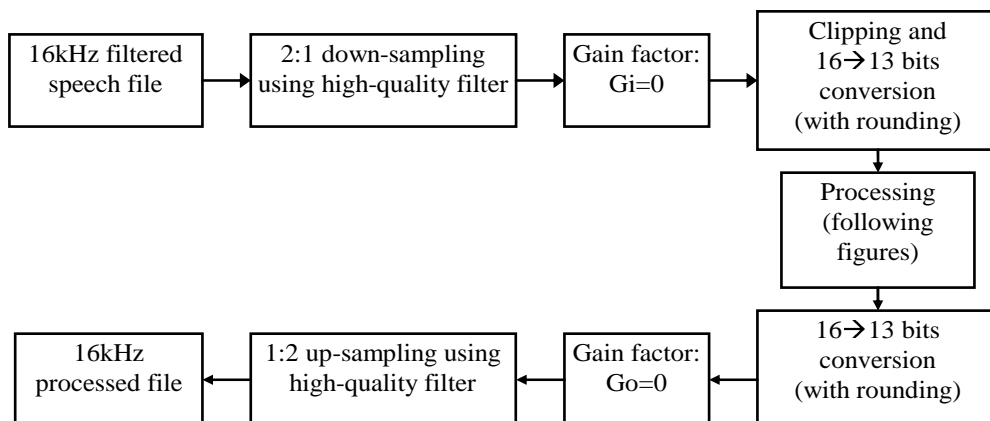 16kHz filtered
speech file
2:1 down-sampling
using high-quality filter
Gain factor:
Gi=0
Clipping and
16→13 bits
conversion
(with rounding)
Processing
(following
figures)
16→13 bits
conversion
(with rounding)
Gain factor:
Go=0
1:2 up-sampling using
high-quality filter
16kHz
processed file